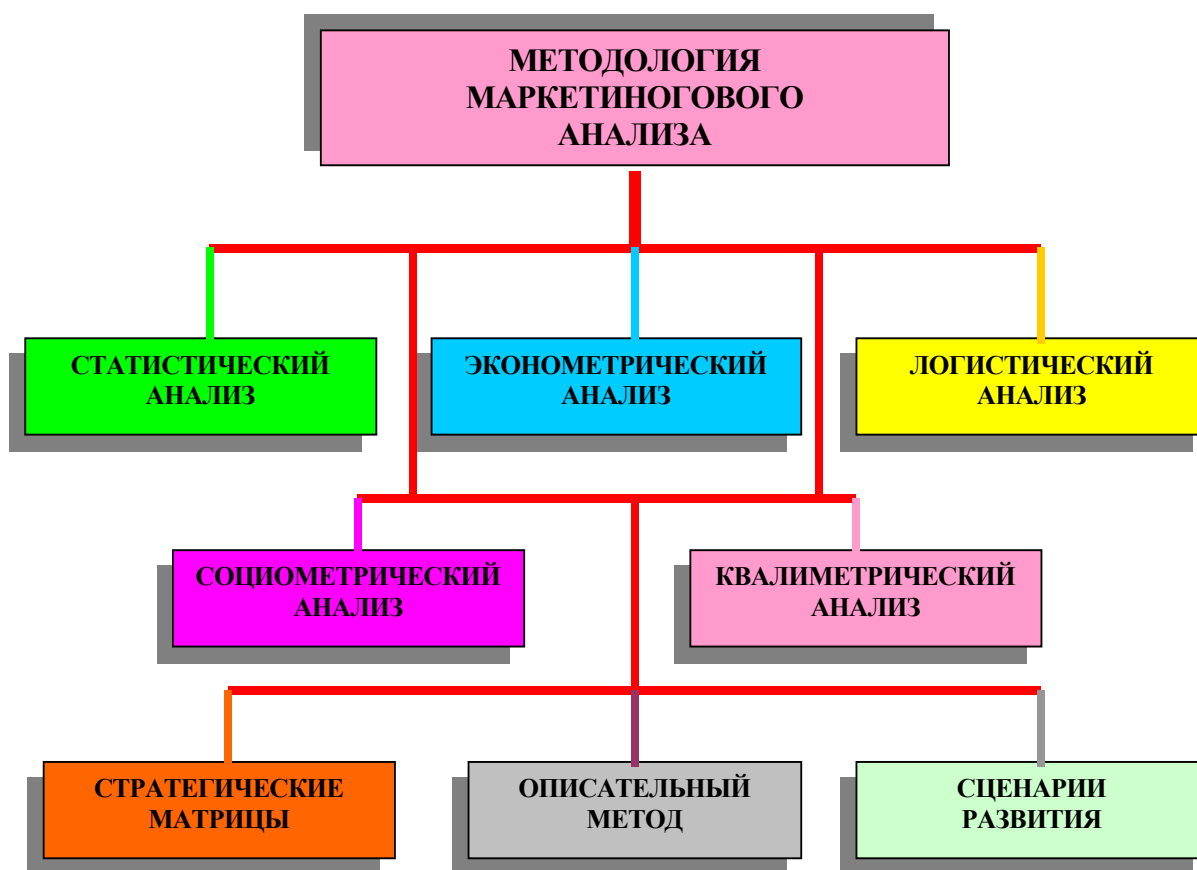 МЕТОДОЛОГИЯ
МАРКЕТИНОГОВОГО
АНАЛИЗА
СТАТИСТИЧЕСКИЙ
АНАЛИЗ
ЭКОНОМЕТРИЧЕСКИЙ
АНАЛИЗ
ЛОГИСТИЧЕСКИЙ
АНАЛИЗ
СОЦИОМЕТРИЧЕСКИЙ
АНАЛИЗ
КВАЛИМЕТРИЧЕСКИЙ
АНАЛИЗ
СТРАТЕГИЧЕСКИЕ
МАТРИЦЫ
ОПИСАТЕЛЬНЫЙ
МЕТОД
СЦЕНАРИИ
РАЗВИТИЯ